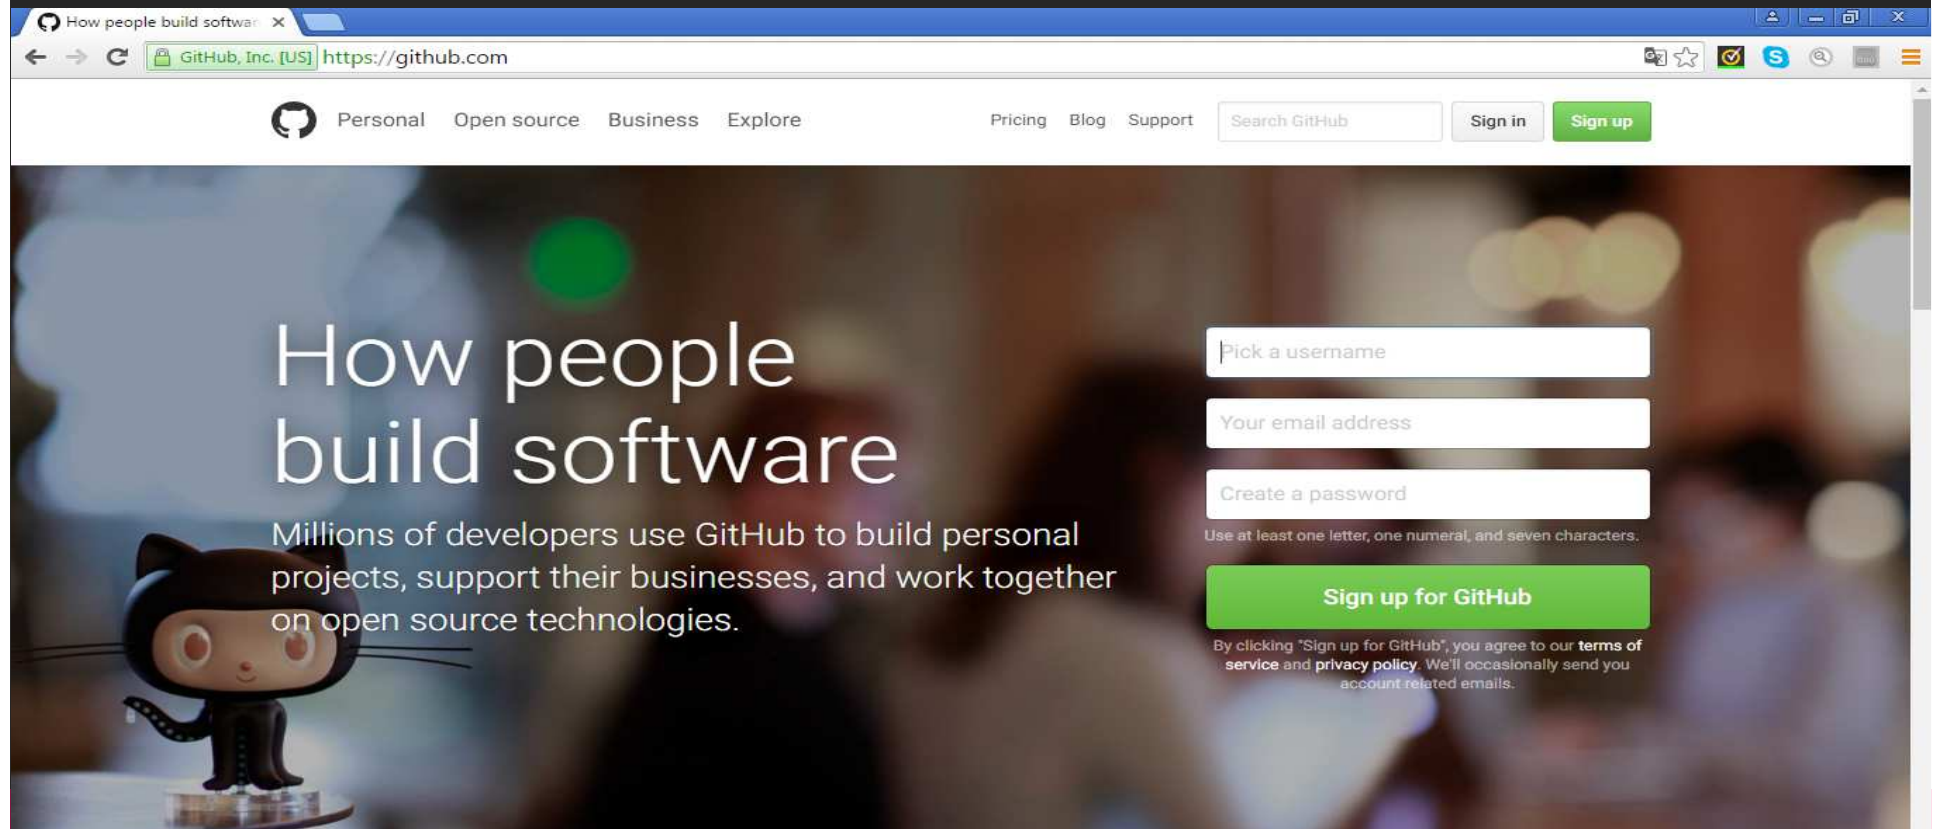 How people build softwar
GitHub, Inc. [US] https://github.com
Personal Open source Business Explore Pricing Blog Support Search GitHub Sign in Sign up
How people
build software
Millions of developers use GitHub to build personal
projects, support their businesses, and work together
on open source technologies.
Pick a username
Your email address
Create a password
Use at least one letter, one numeral, and seven characters.
Sign up for GitHub
By clicking "Sign up for GitHub", you agree to our terms of
service and privacy policy. We'll occasionally send you
account related emails.